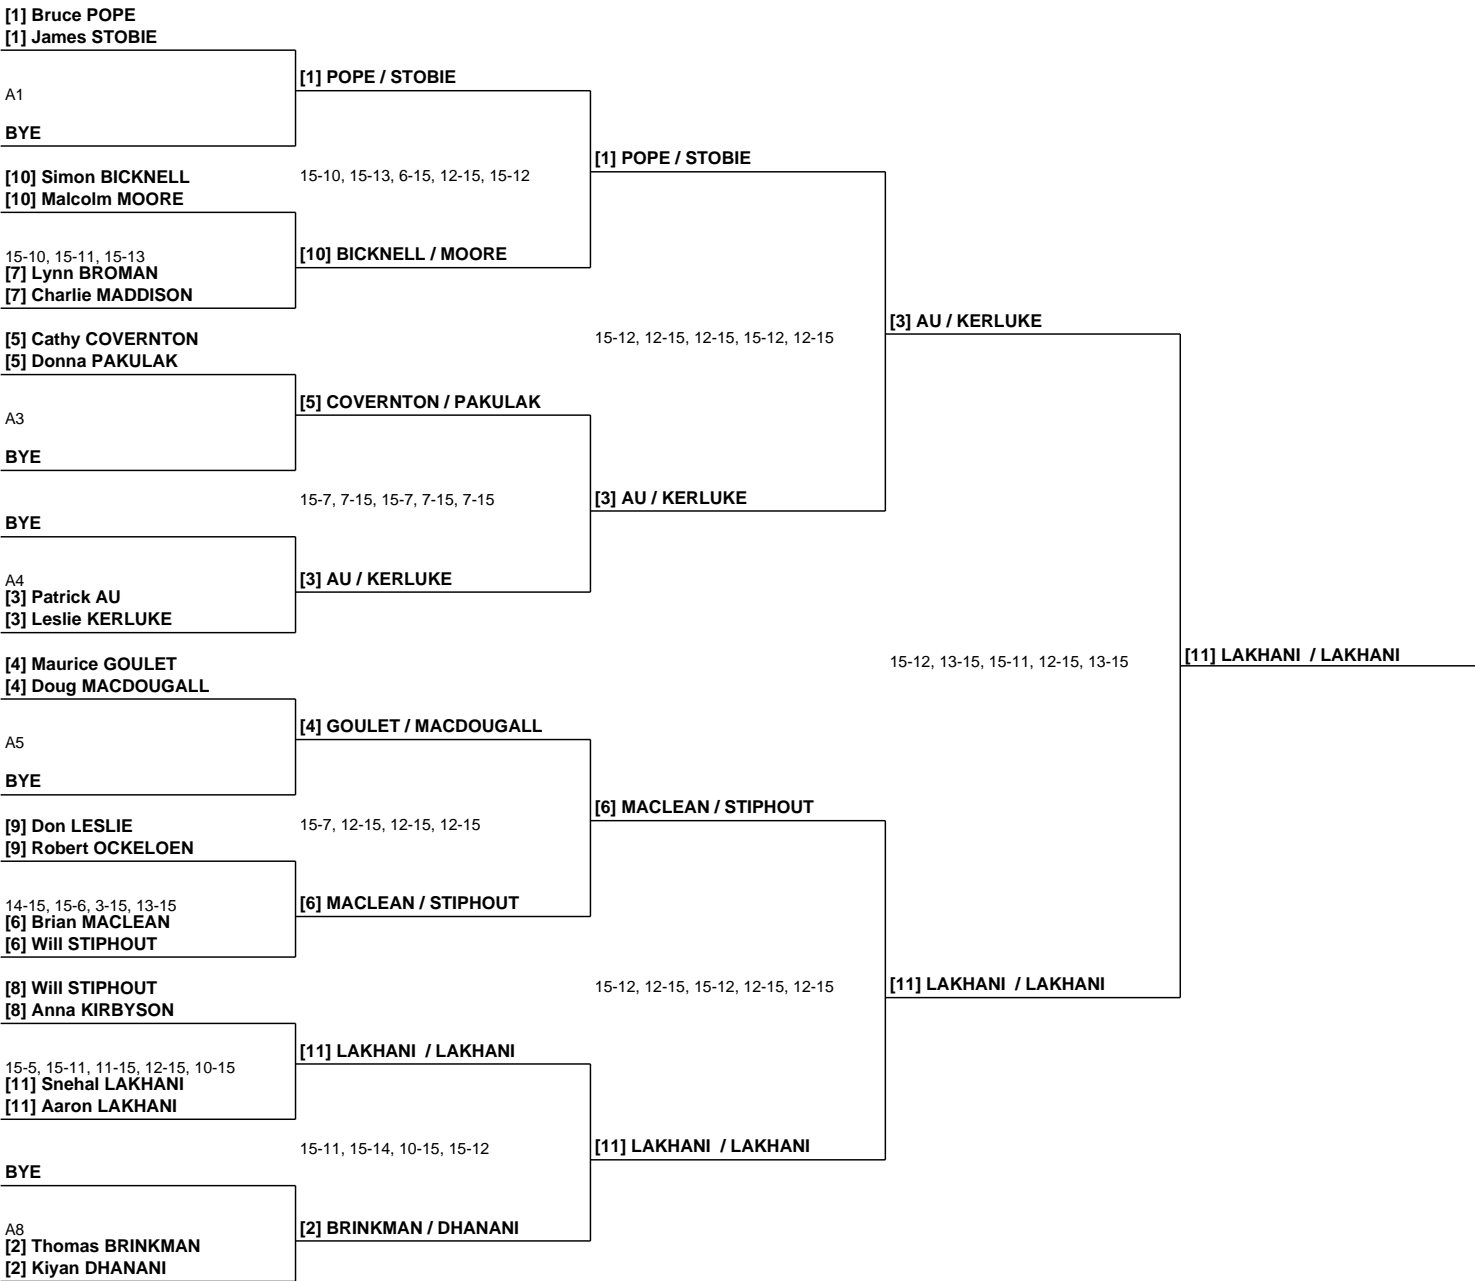 [1] Bruce POPE
[1] James STOBIE
[1] POPE / STOBIE
A1
BYE
[1] POPE / STOBIE
[10] Simon BICKNELL
15-10, 15-13, 6-15, 12-15, 15-12
[10] Malcolm MOORE
15-10, 15-11, 15-13
[10] BICKNELL / MOORE
[7] Lynn BROMAN
[7] Charlie MADDISON
[3] AU / KERLUKE
[5] Cathy COVERNTON
15-12, 12-15, 12-15, 15-12, 12-15
[5] Donna PAKULAK
[5] COVERNTON / PAKULAK
A3
BYE
15-7, 7-15, 15-7, 7-15, 7-15
[3] AU / KERLUKE
BYE
A4
[3] AU / KERLUKE
[3] Patrick AU
[3] Leslie KERLUKE
[4] Maurice GOULET
15-12, 13-15, 15-11, 12-15, 13-15
[11] LAKHANI / LAKHANI
[4] Doug MACDOUGALL
[4] GOULET / MACDOUGALL
A5
BYE
[6] MACLEAN / STIPHOUT
[9] Don LESLIE
15-7, 12-15, 12-15, 12-15
[9] Robert OCKELOEN
14-15, 15-6, 3-15, 13-15
[6] MACLEAN / STIPHOUT
[6] Brian MACLEAN
[6] Will STIPHOUT
[8] Will STIPHOUT
15-12, 12-15, 15-12, 12-15, 12-15
[11] LAKHANI / LAKHANI
[8] Anna KIRBYSON
[11] LAKHANI / LAKHANI
15-5, 15-11, 11-15, 12-15, 10-15
[11] Snehal LAKHANI
[11] Aaron LAKHANI
15-11, 15-14, 10-15, 15-12
[11] LAKHANI / LAKHANI
BYE
A8
[2] BRINKMAN / DHANANI
[2] Thomas BRINKMAN
[2] Kiyan DHANANI